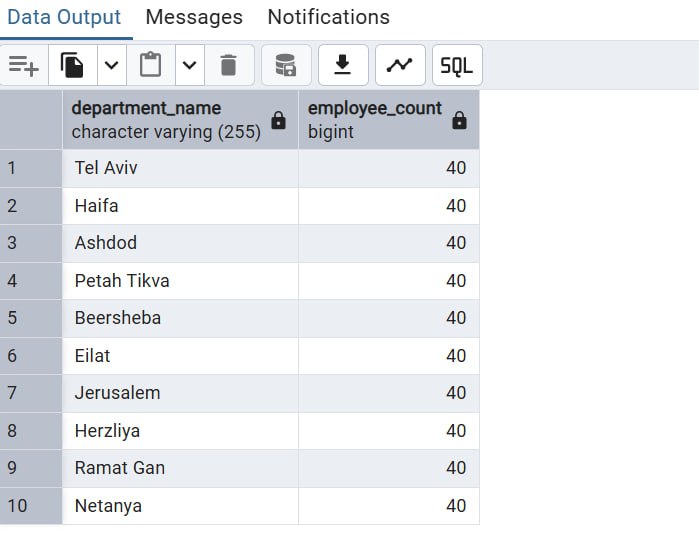 Data Output Messages Notifications
SQL
department_name employee_count
character varying (255) bigint
1 Tel Aviv 40
2 Haifa 40
3 Ashdod 40
4 Petah Tikva 40
5 Beersheba 40
6 Eilat 40
7 Jerusalem 40
8 Herzliya 40
9 Ramat Gan 40
10 Netanya 40